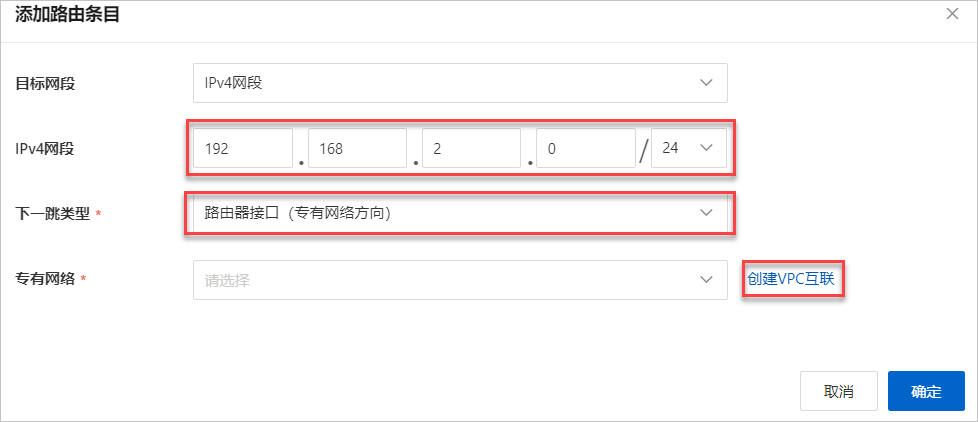 添加路由条目
目标网段 IPv4网段
IPv4网段 192 . 168 . 2 . 0 / 24
下一跳类型 * 路由器接口（专有网络方向）
专有网络 * 请选择 创建VPC互联
取消 确定